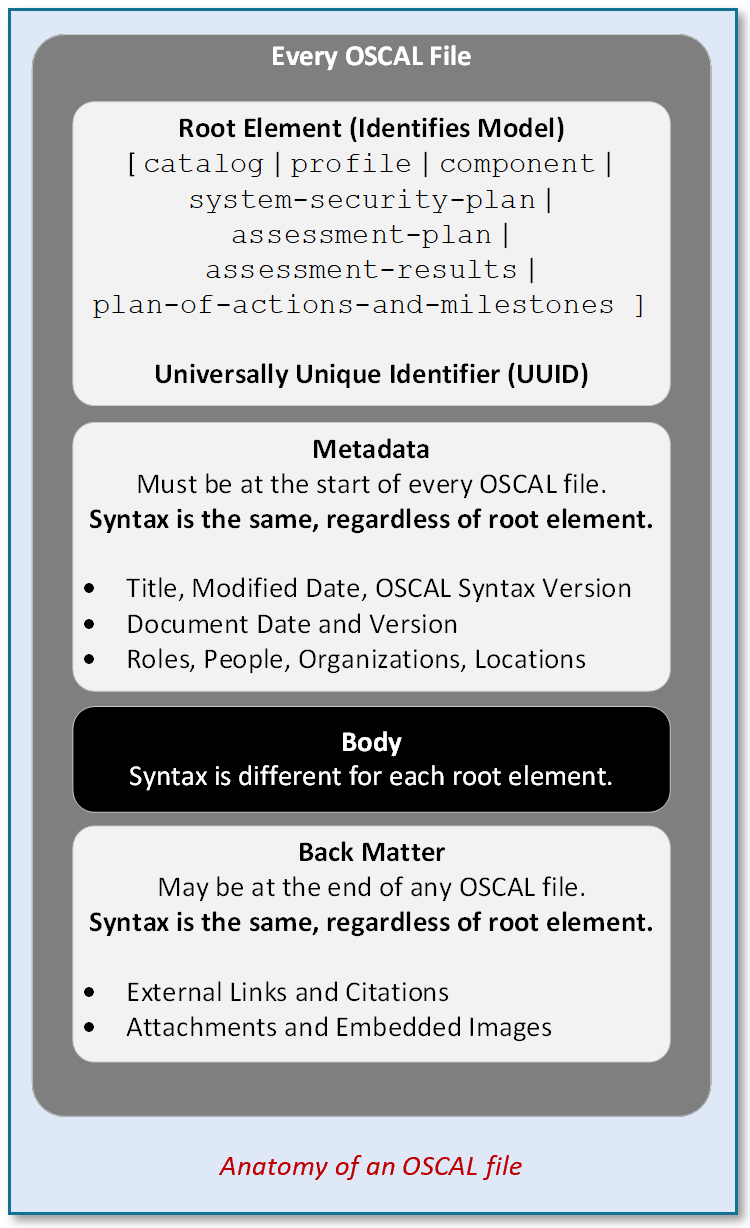 Every OSCAL File
Root Element (Identifies Model)
[ catalog | profile | component |
system-security-plan |
assessment-plan |
assessment-results |
plan-of-actions-and-milestones ]
Universally Unique Identifier (UUID)
Metadata
Must be at the start of every OSCAL file.
Syntax is the same, regardless of root element.
• Title, Modified Date, OSCAL Syntax Version
• Document Date and Version
• Roles, People, Organizations, Locations
Body
Syntax is different for each root element.
Back Matter
May be at the end of any OSCAL file.
Syntax is the same, regardless of root element.
• External Links and Citations
• Attachments and Embedded Images
Anatomy of an OSCAL file